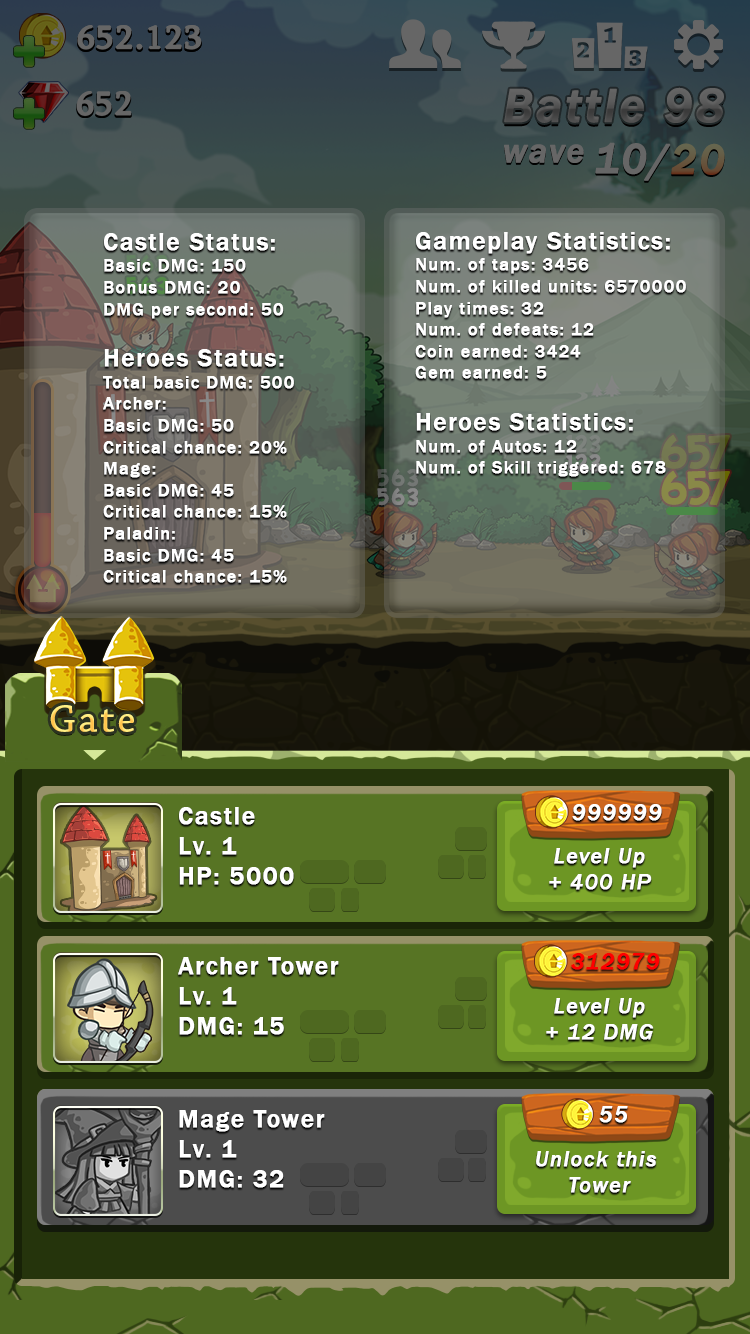 652.123
652
2 1 3
Battle 98
wave 10/20
Castle Status:
Basic DMG: 150
Bonus DMG: 20
DMG per second: 50
Heroes Status:
Total basic DMG: 500
Archer:
Basic DMG: 50
Critical chance: 20%
Mage:
Basic DMG: 45
Critical chance: 15%
Paladin:
Basic DMG: 45
Critical chance: 15%
Gameplay Statistics:
Num. of taps: 3456
Num. of killed units: 6570000
Play times: 32
Num. of defeats: 12
Coin earned: 3424
Gem earned: 5
Heroes Statistics:
Num. of Autos: 12
Num. of Skill triggered: 678
657
657
563
563
Gate
Castle
Lv. 1
HP: 5000
999999
Level Up
+ 400 HP
Archer Tower
Lv. 1
DMG: 15
312979
Level Up
+ 12 DMG
Mage Tower
Lv. 1
DMG: 32
55
Unlock this
Tower